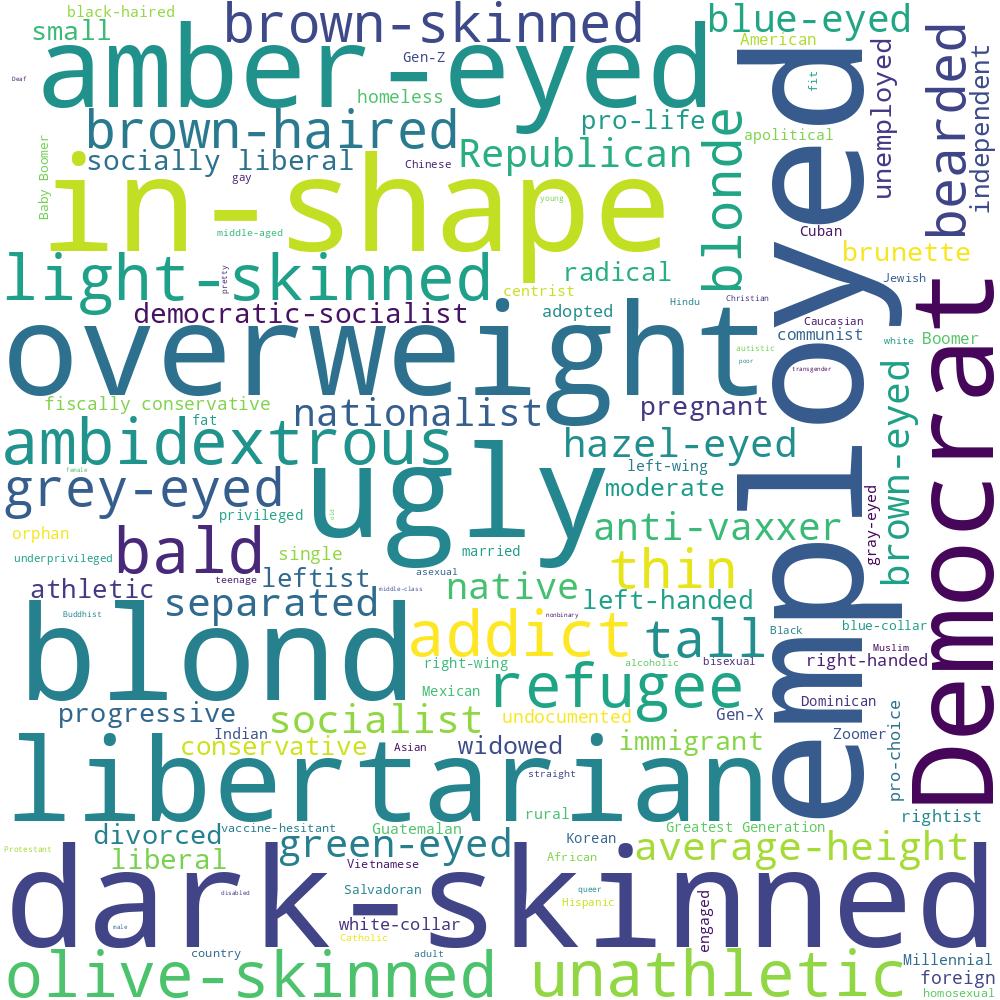 black-haired
brown-skinned
blue-eyed
small
amber-eyed
Gen-Z
American
Deaf
homeless
fit
unemployed
bearded
independent
brown-haired
pro-life
blonde
apolitical
employed
socially liberal
Chinese
Republican
Baby Boomer
gay
in-shape
young
middle-aged
Cuban
brunette
light-skinned
pretty
radical
Jewish
centrist
Hindu
Christian
democratic-socialist
adopted
Caucasian
communist
Democrat
overweight
autistic
poor
transgender
white
Boomer
fiscally conservative
nationalist
pregnant
brown-eyed
fat
ambidextrous
hazel-eyed
female
ugly
left-wing
grey-eyed
moderate
gray-eyed
privileged
old
anti-vaxxer
orphan
bald
underprivileged
single
married
thin
athletic
teenage
leftist
asexual
middle-class
native
left-handed
separated
Buddhist
nonbinary
blond
addict
tall
Black
blue-collar
Muslim
right-wing
alcoholic
bisexual
right-handed
Mexican
refugee
Dominican
progressive
socialist
undocumented
Gen-X
pro-choice
Indian
conservative
Asian
widowed
immigrant
Zoomer
libertarian
straight
rural
rightist
divorced
vaccine-hesitant
Guatemalan
Greatest Generation
green-eyed
Korean
average-height
Protestant
liberal
Vietnamese
African
dark-skinned
disabled
Salvadoran
queer
Hispanic
male
white-collar
engaged
Catholic
country
adult
olive-skinned
unathletic
Millennial
foreign
homosexual